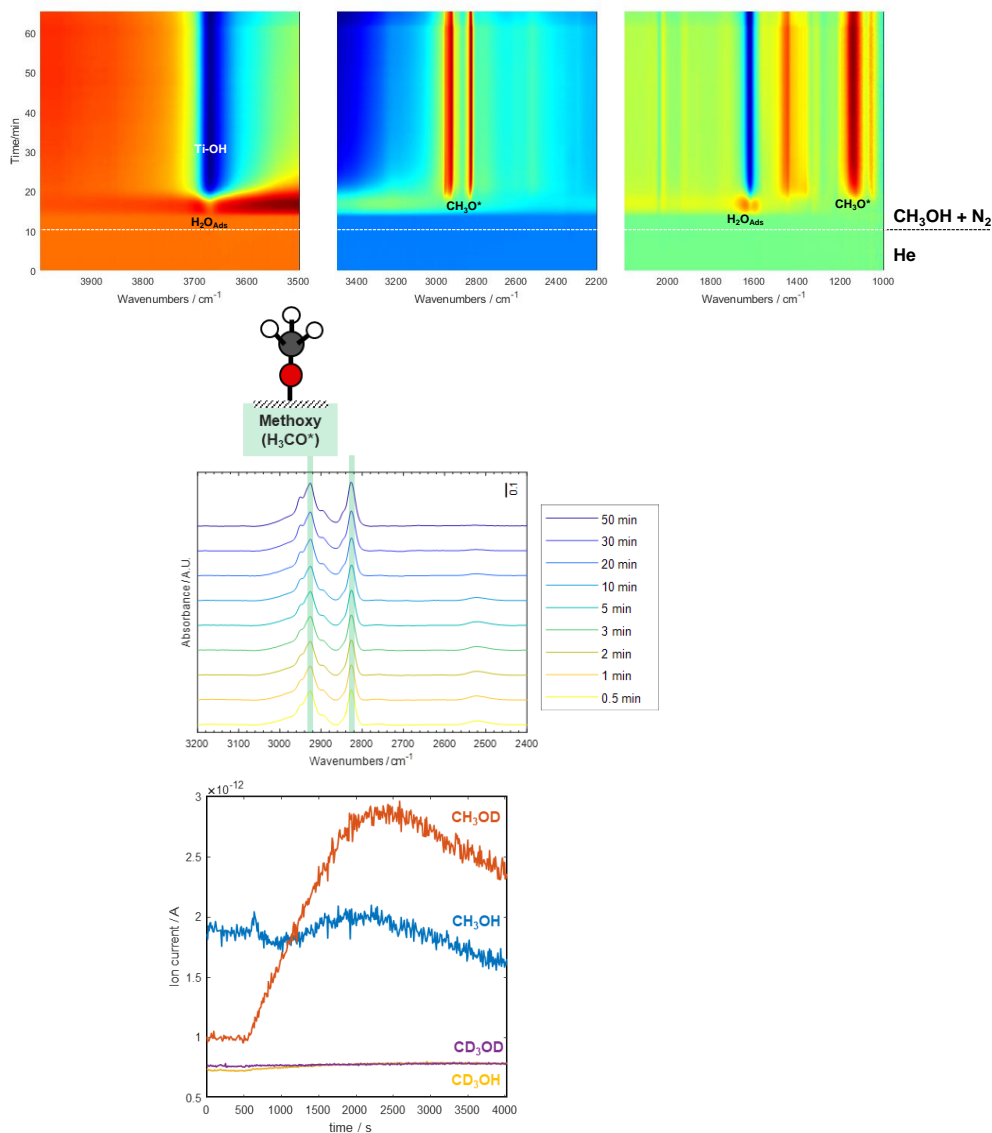 60
50
40
30
20
10
0
Time/min
Ti-OH
H₂O_Ads
3900 3800 3700 3600 3500
Wavenumbers / cm⁻¹
CH₃O*
3400 3200 3000 2800 2600 2400 2200
Wavenumbers / cm⁻¹
H₂O_Ads
CH₃O*
2000 1800 1600 1400 1200 1000
Wavenumbers / cm⁻¹
CH₃OH + N₂
He
Methoxy
(H₃CO*)
0.1
Absorbance / A.U.
3200 3100 3000 2900 2800 2700 2600 2500 2400
Wavenumbers / cm⁻¹
50 min
30 min
20 min
10 min
5 min
3 min
2 min
1 min
0.5 min
×10⁻¹²
3
2.5
2
1.5
1
0.5
Ion current / A
CH₃OD
CH₃OH
CD₃OD
CD₃OH
0 500 1000 1500 2000 2500 3000 3500 4000
time / s